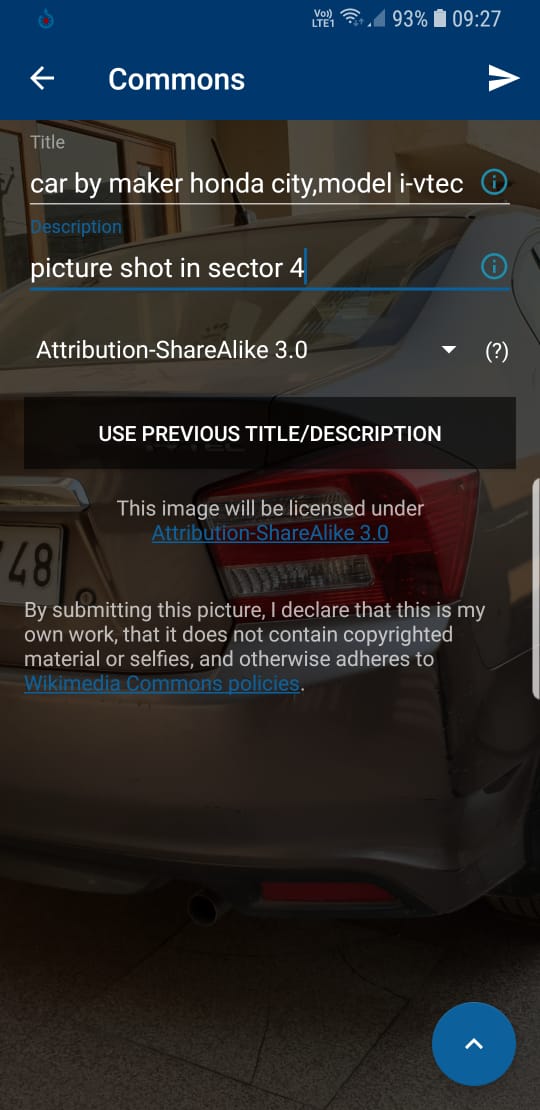 Vo))
LTE1 93% 09:27
Commons
Title
car by maker honda city,model i-vtec
Description
picture shot in sector 4
Attribution-ShareAlike 3.0 (?)
USE PREVIOUS TITLE/DESCRIPTION
This image will be licensed under
Attribution-ShareAlike 3.0
48
By submitting this picture, I declare that this is my
own work, that it does not contain copyrighted
material or selfies, and otherwise adheres to
Wikimedia Commons policies.